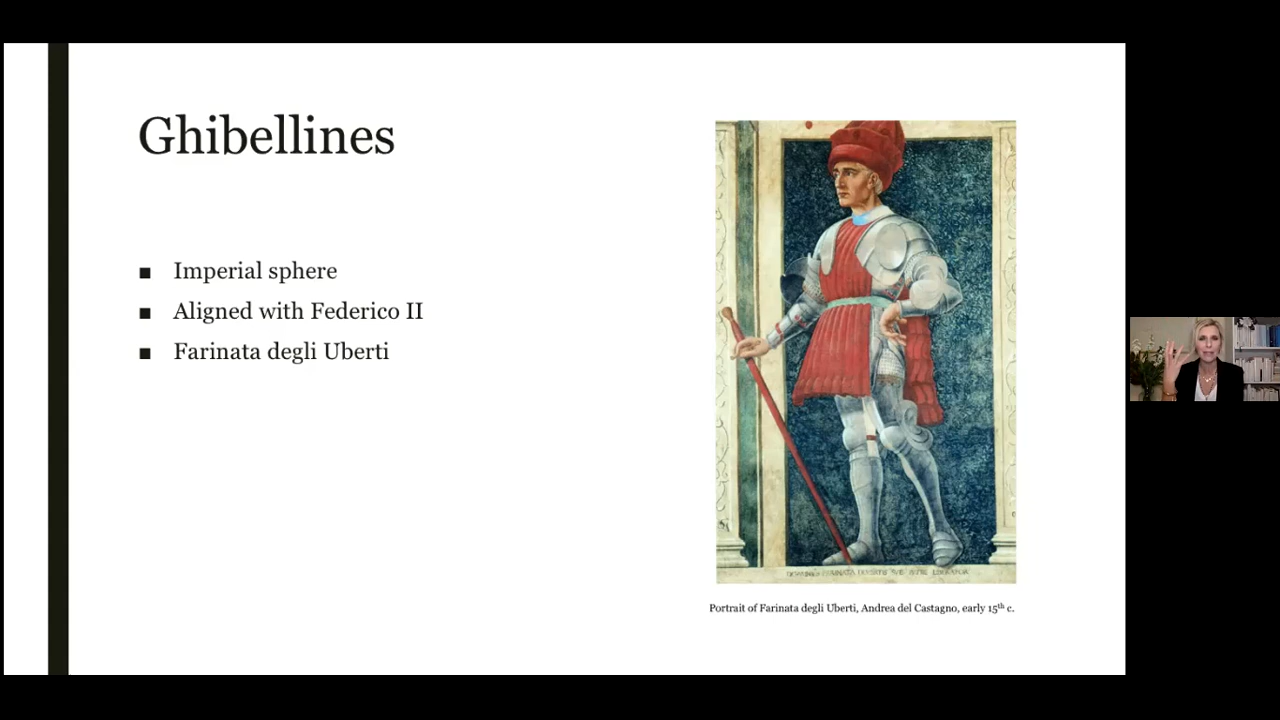 Ghibellines
■ Imperial sphere
■ Aligned with Federico II
■ Farinata degli Uberti
Portrait of Farinata degli Uberti, Andrea del Castagno, early 15th c.